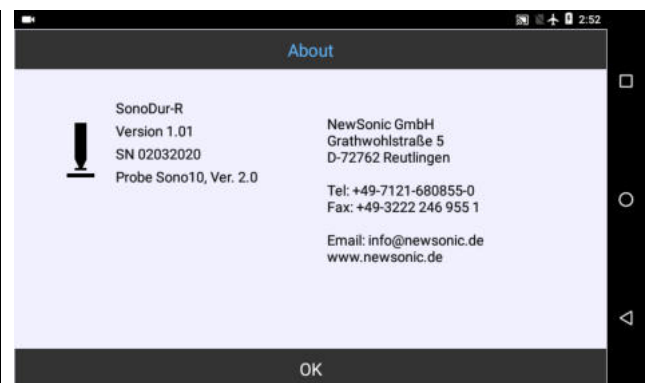 2:52
About
SonoDur-R
Version 1.01
SN 02032020
Probe Sono10, Ver. 2.0
NewSonic GmbH
Grathwohlstraße 5
D-72762 Reutlingen
Tel: +49-7121-680855-0
Fax: +49-3222 246 955 1
Email: info@newsonic.de
www.newsonic.de
OK